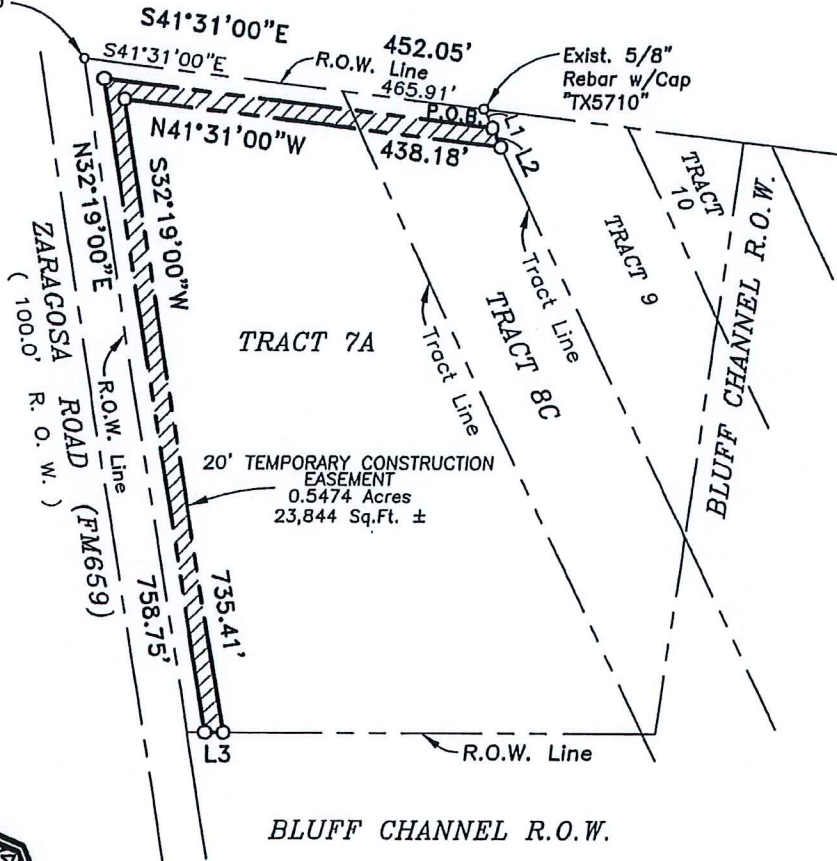 S41°31'00"E
452.05'
S41°31'00"E
R.O.W. Line
465.91'
Exist. 5/8"
Rebar w/Cap
"TX5710"
P.O.B.
L1
L2
N41°31'00"W
438.18'
N32°19'00"E
S32°19'00"W
ZARAGOSA ROAD (FM659)
( 100.0' R. O. W. )
R.O.W. Line
758.75'
735.41'
TRACT 7A
20' TEMPORARY CONSTRUCTION
EASEMENT
0.5474 Acres
23,844 Sq.Ft. ±
Tract Line
TRACT 8C
Tract Line
TRACT 9
TRACT
10
BLUFF CHANNEL R.O.W.
L3
R.O.W. Line
BLUFF CHANNEL R.O.W.